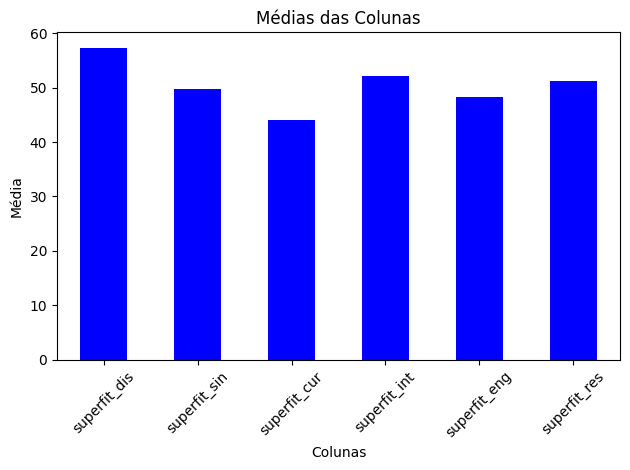 Médias das Colunas
Média
60
50
40
30
20
10
0
superfit_dis
superfit_sin
superfit_cur
superfit_int
superfit_eng
superfit_res
Colunas